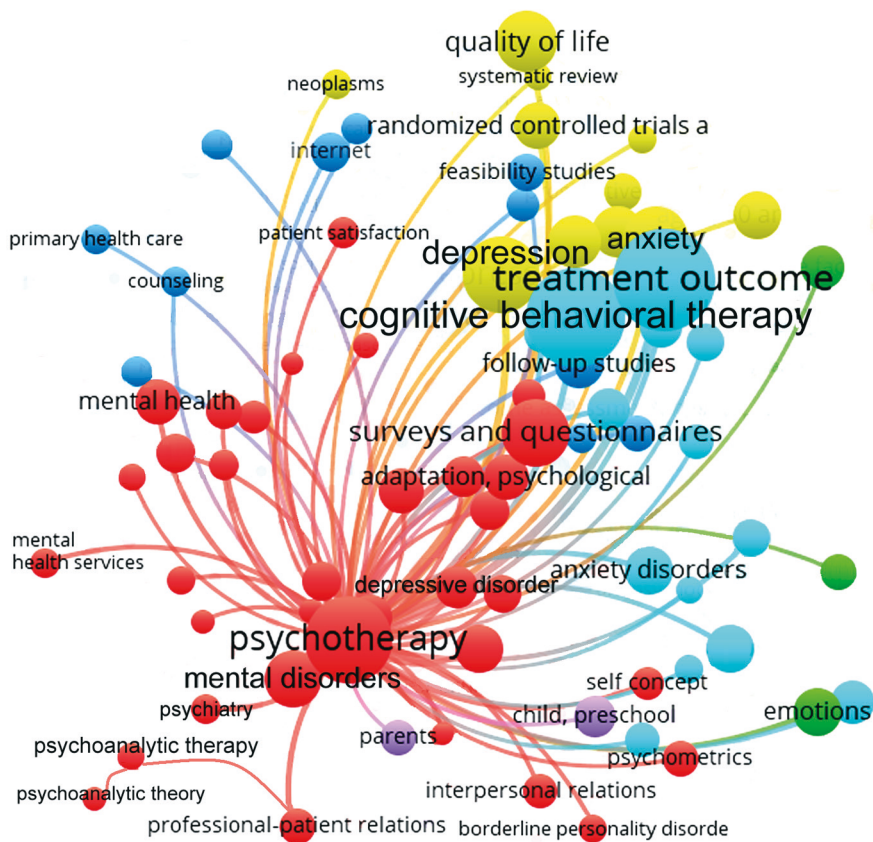 quality of life
systematic review
neoplasms
randomized controlled trials a
internet
feasibility studies
patient satisfaction
primary health care
depression
anxiety
counseling
treatment outcome
cognitive behavioral therapy
follow-up studies
mental health
surveys and questionnaires
adaptation, psychological
mental
health services
depressive disorder
anxiety disorders
psychotherapy
mental disorders
self concept
psychiatry
child, preschool
emotions
parents
psychoanalytic therapy
psychometrics
psychoanalytic theory
interpersonal relations
professional-patient relations
borderline personality disorde